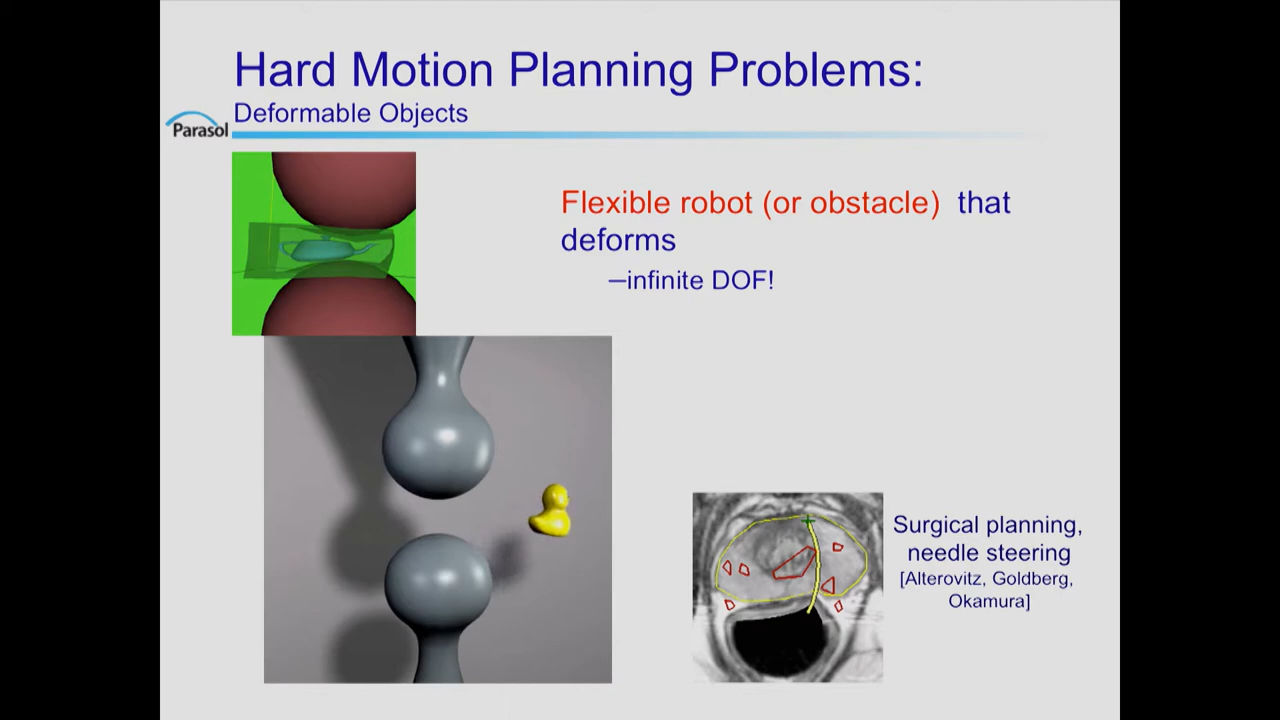 Hard Motion Planning Problems:
Deformable Objects
Parasol
Flexible robot (or obstacle) that
deforms
–infinite DOF!
Surgical planning,
needle steering
[Alterovitz, Goldberg,
Okamura]